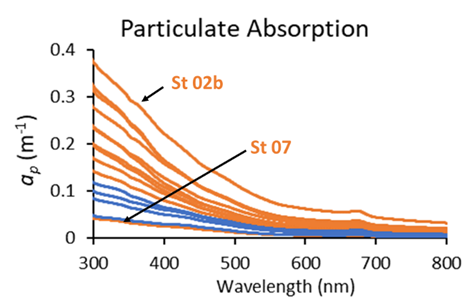 Particulate Absorption
0.4
0.3
0.2
0.1
0
aₚ (m⁻¹)
St 02b
St 07
300 400 500 600 700 800
Wavelength (nm)